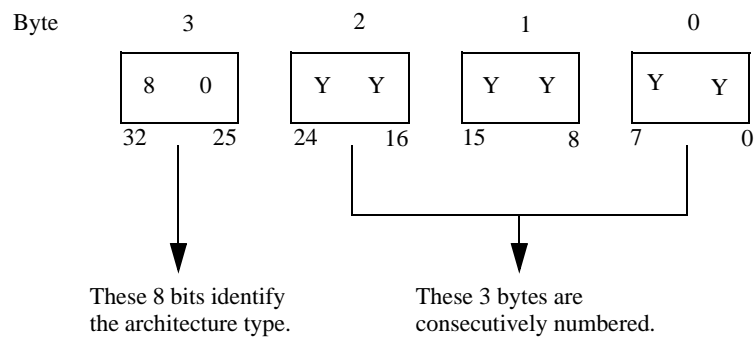 Byte 3 2 1 0
8 0 Y Y Y Y Y Y
32 25 24 16 15 8 7 0
These 8 bits identify These 3 bytes are
the architecture type. consecutively numbered.